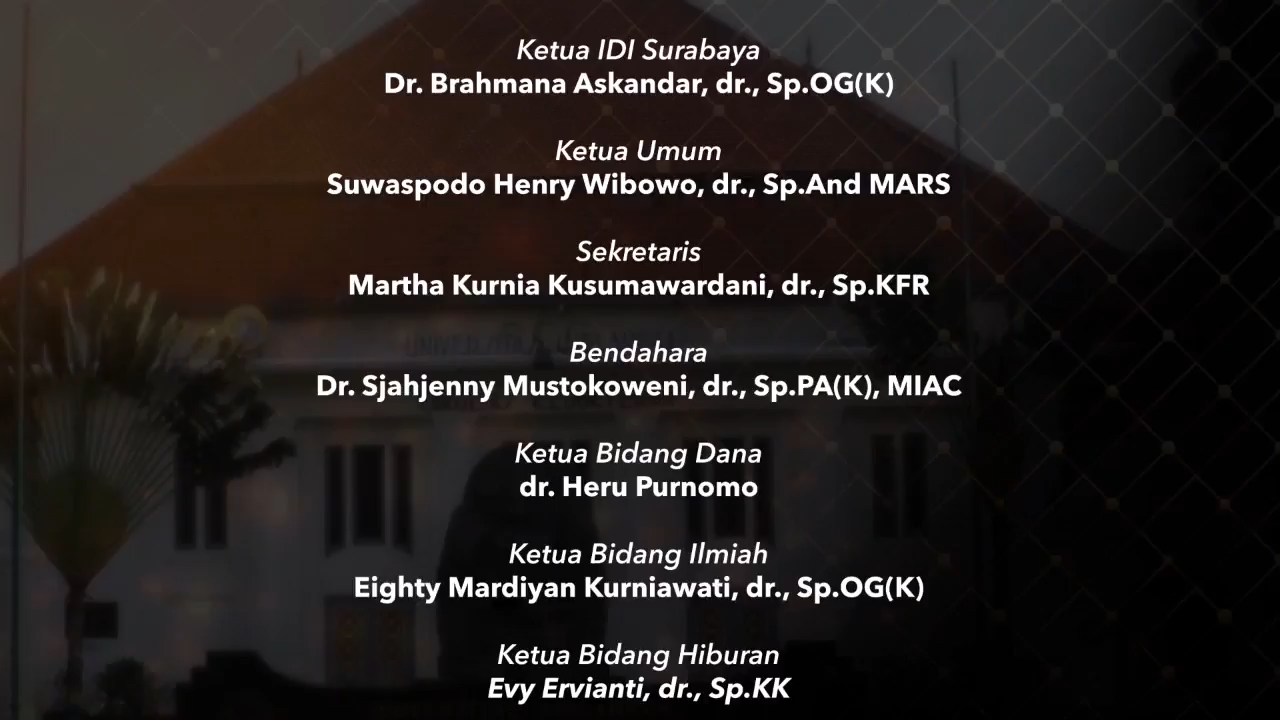 Ketua IDI Surabaya
Dr. Brahmana Askandar, dr., Sp.OG(K)
Ketua Umum
Suwaspodo Henry Wibowo, dr., Sp.And MARS
Sekretaris
Martha Kurnia Kusumawardani, dr., Sp.KFR
Bendahara
Dr. Sjahjenny Mustokoweni, dr., Sp.PA(K), MIAC
Ketua Bidang Dana
dr. Heru Purnomo
Ketua Bidang Ilmiah
Eighty Mardiyan Kurniawati, dr., Sp.OG(K)
Ketua Bidang Hiburan
Evy Ervianti, dr., Sp.KK